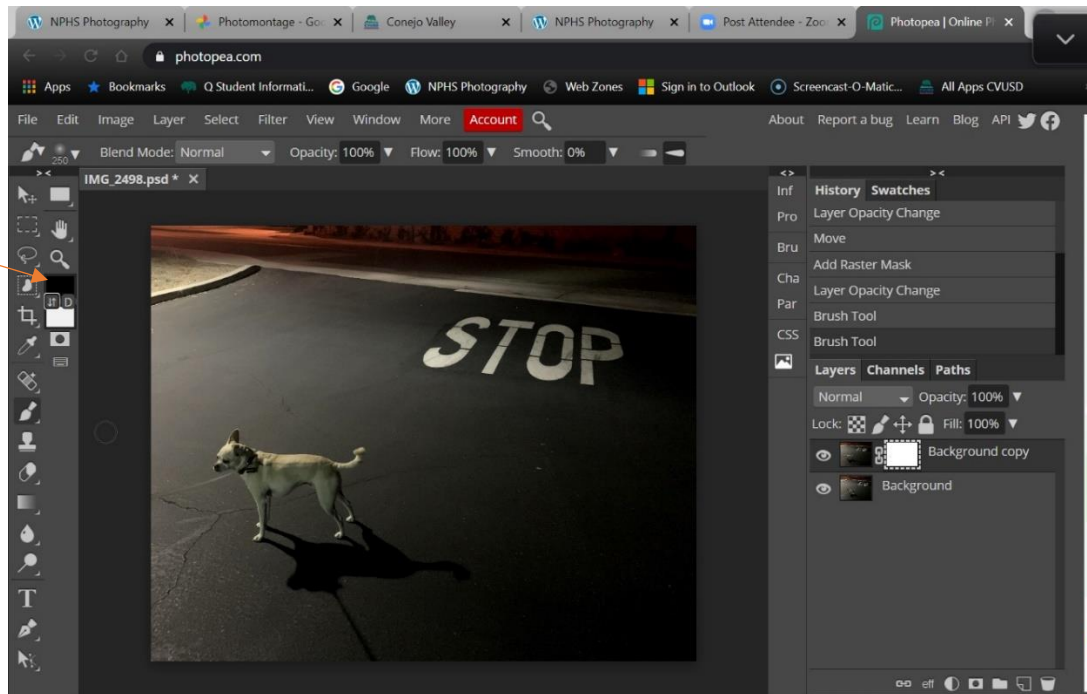 NPHS Photography Photomontage - Goo Conejo Valley NPHS Photography Post Attendee - Zoo Photopea | Online P
photopea.com
Apps Bookmarks Q Student Informati... Google NPHS Photography Web Zones Sign in to Outlook Screencast-O-Matic... All Apps CVUSD
File Edit Image Layer Select Filter View Window More Account About Report a bug Learn Blog API
250 Blend Mode: Normal Opacity: 100% Flow: 100% Smooth: 0%
IMG_2498.psd *
Inf
Pro
Bru
Cha
Par
CSS
History Swatches
Layer Opacity Change
Move
Add Raster Mask
Layer Opacity Change
Brush Tool
Brush Tool
Layers Channels Paths
Normal Opacity: 100%
Lock: Fill: 100%
Background copy
Background
D
STOP
T
eff